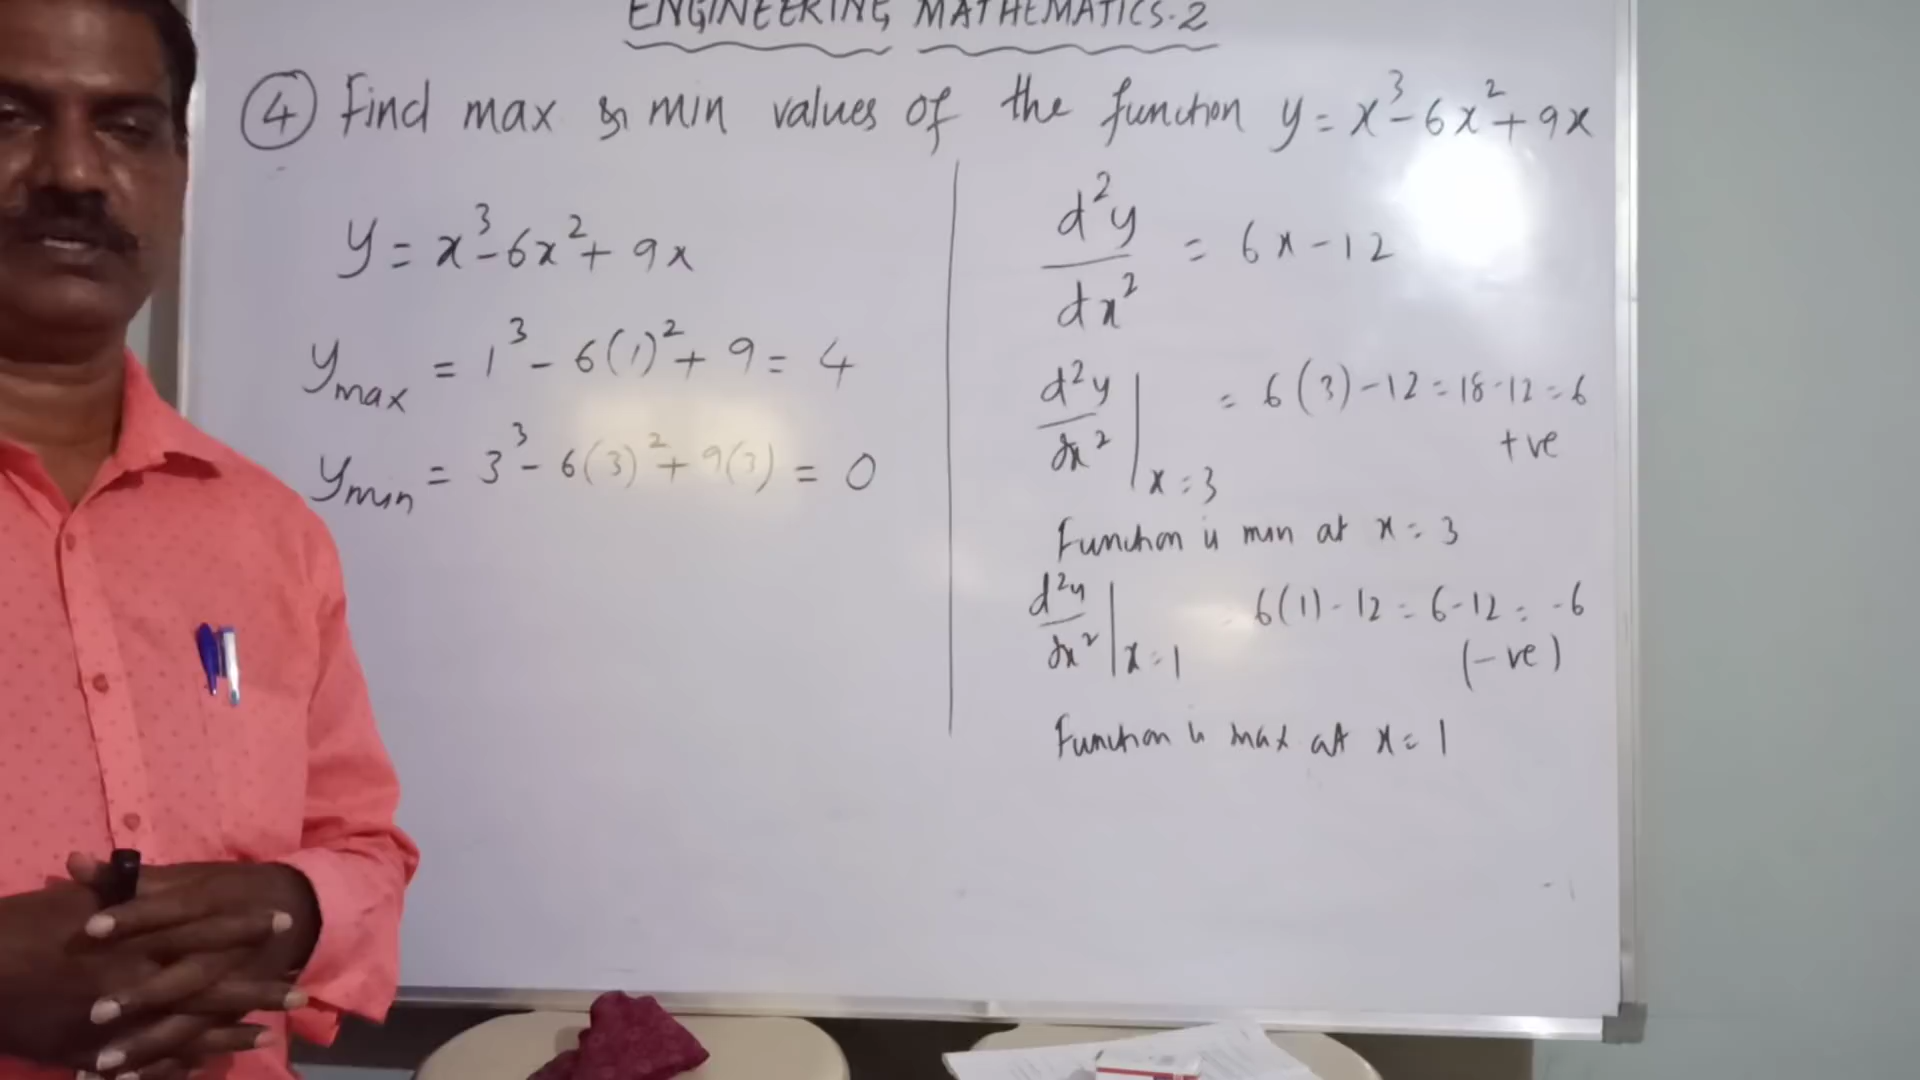 ENGINEERING MATHEMATICS-2
④ Find max & min values of the function y = x³-6x²+9x
y = x³-6x²+9x
yₘₐₓ = 1³ - 6(1)²+ 9 = 4
yₘᵢₙ = 3³ - 6(3)²+ 9(3) = 0
d²y/dx² = 6x-12
d²y/dx² | x=3 = 6(3)-12=18-12=6
+ve
Function is min at x = 3
d²y/dx² | x=1 = 6(1)-12 = 6-12 = -6
(-ve)
Function is max at x = 1